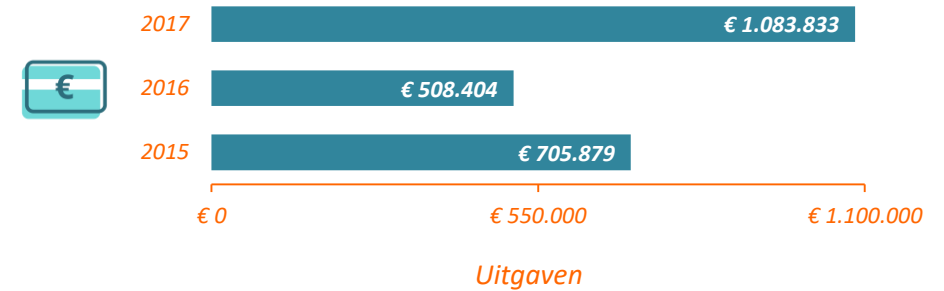 2017 € 1.083.833
€
2016 € 508.404
2015 € 705.879
€ 0 € 550.000 € 1.100.000
Uitgaven